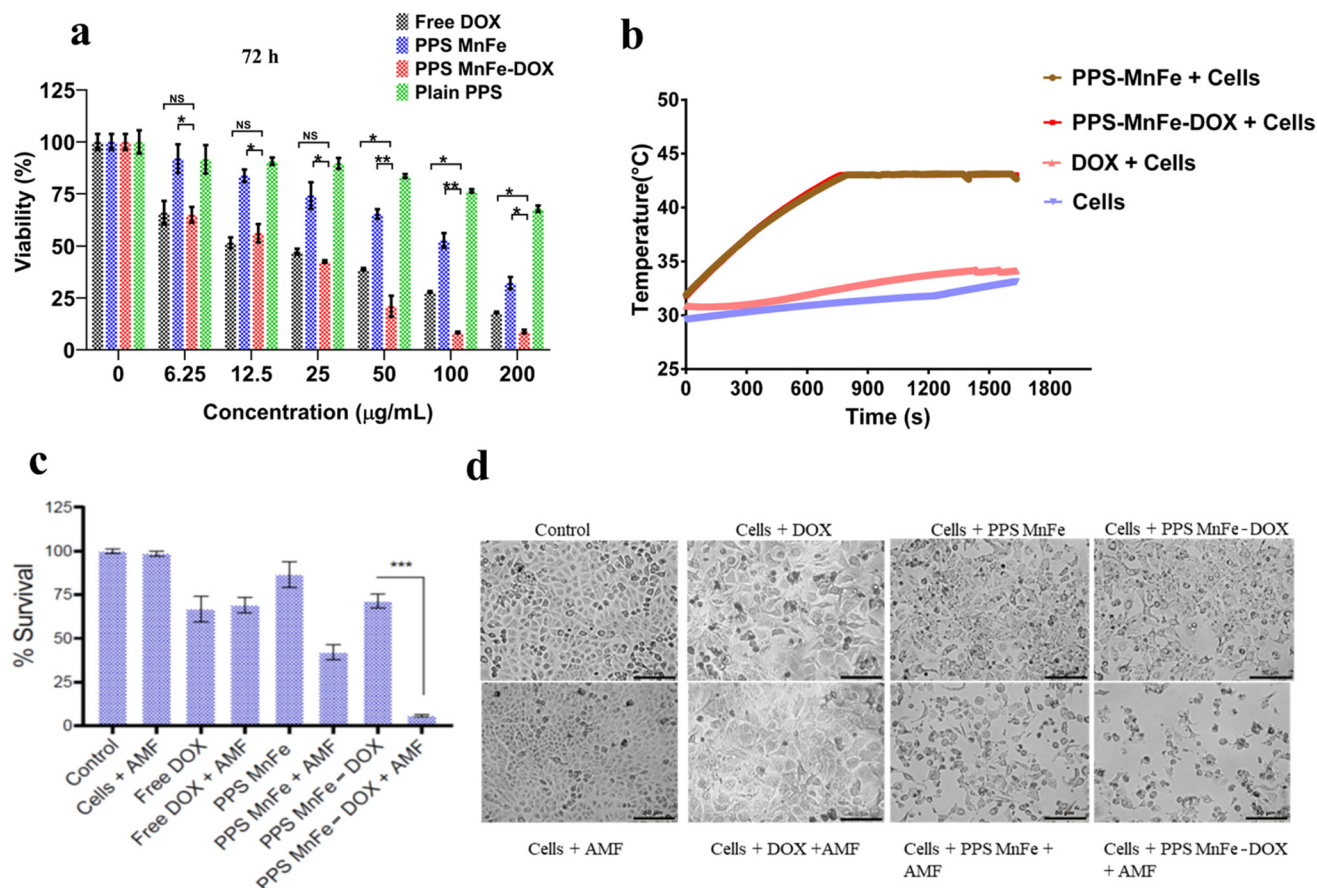 a
72 h
Free DOX
PPS MnFe
PPS MnFe-DOX
Plain PPS
NS
*
NS
*
NS
*
*
**
*
**
*
*
125
100
75
50
25
0
Viability (%)
0 6.25 12.5 25 50 100 200
Concentration (μg/mL)
b
PPS-MnFe + Cells
PPS-MnFe-DOX + Cells
DOX + Cells
Cells
50
45
40
35
30
25
Temperature(°C)
0 300 600 900 1200 1500 1800
Time (s)
c
125
100
75
50
25
0
% Survival
***
Control
Cells + AMF
Free DOX
Free DOX + AMF
PPS MnFe
PPS MnFe + AMF
PPS MnFe – DOX
PPS MnFe – DOX + AMF
d
Control
Cells + DOX
Cells + PPS MnFe
Cells + PPS MnFe-DOX
50 μm
50 μm
Cells + AMF
Cells + DOX +AMF
Cells + PPS MnFe +
AMF
Cells + PPS MnFe-DOX
+ AMF